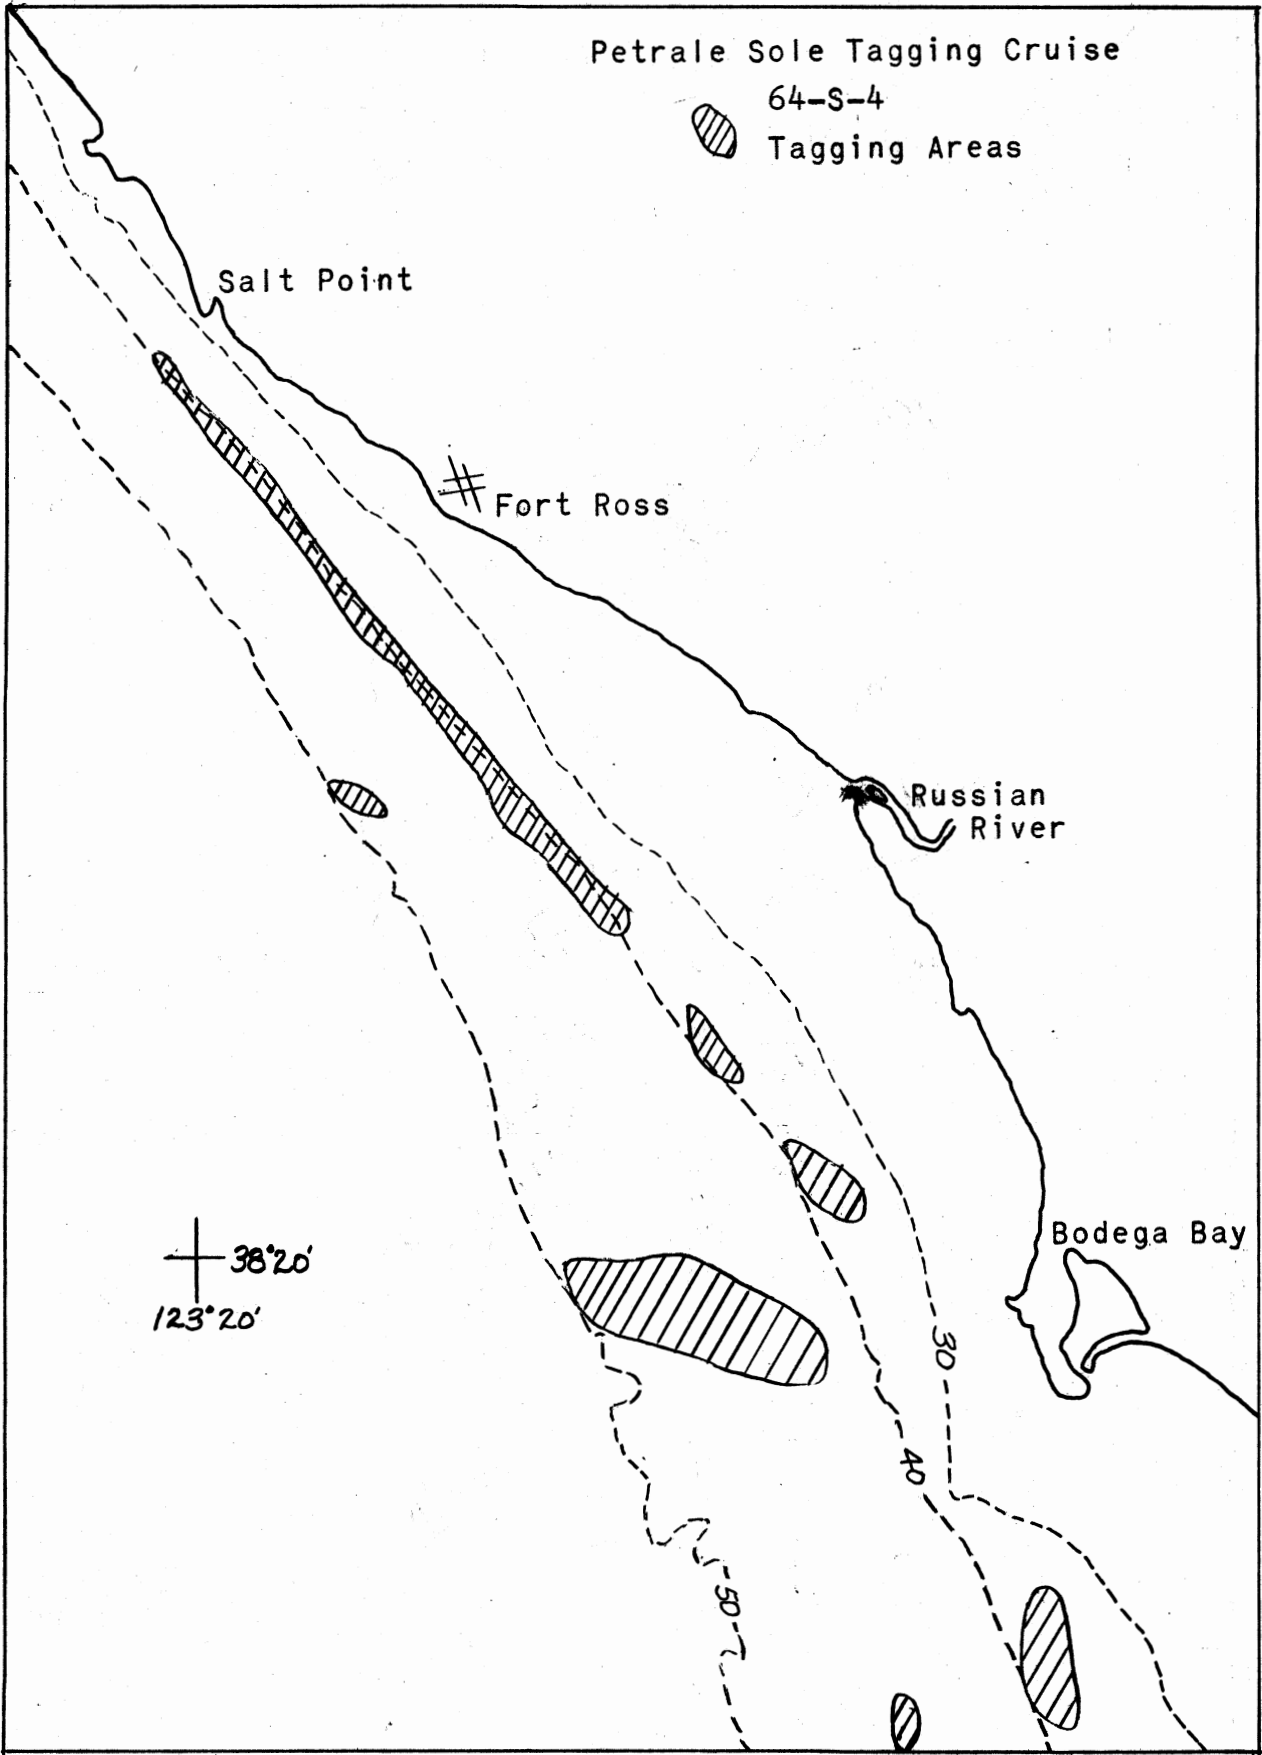 Petrale Sole Tagging Cruise
64-S-4
Tagging Areas
Salt Point
Fort Ross
Russian
River
Bodega Bay
38°20'
123°20'
30
40
50